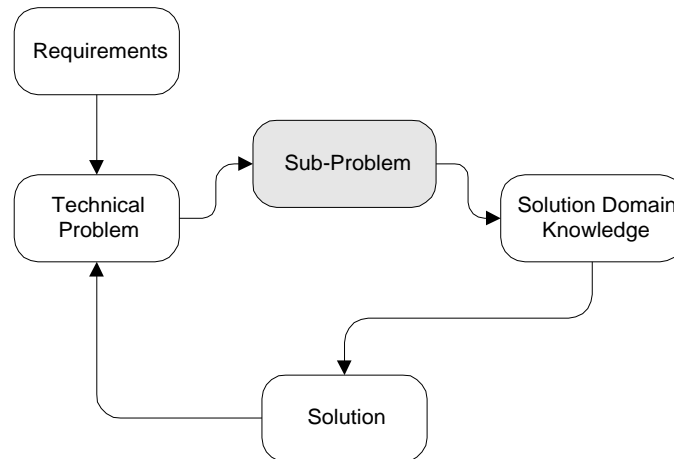 Requirements
Sub-Problem
Technical
Problem
Solution Domain
Knowledge
Solution